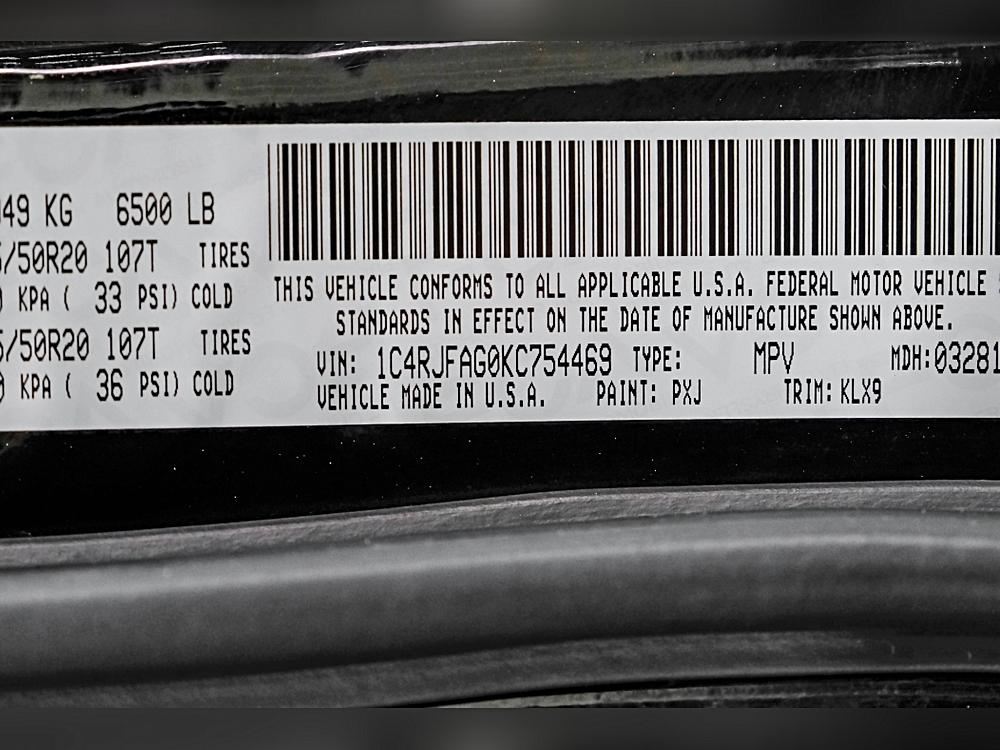 49 KG 6500 LB
/50R20 107T TIRES
KPA ( 33 PSI) COLD
/50R20 107T TIRES
KPA ( 36 PSI) COLD
THIS VEHICLE CONFORMS TO ALL APPLICABLE U.S.A. FEDERAL MOTOR VEHICLE
STANDARDS IN EFFECT ON THE DATE OF MANUFACTURE SHOWN ABOVE.
VIN: 1C4RJFAG0KC754469 TYPE: MPV MDH:03281
VEHICLE MADE IN U.S.A. PAINT: PXJ TRIM: KLX9